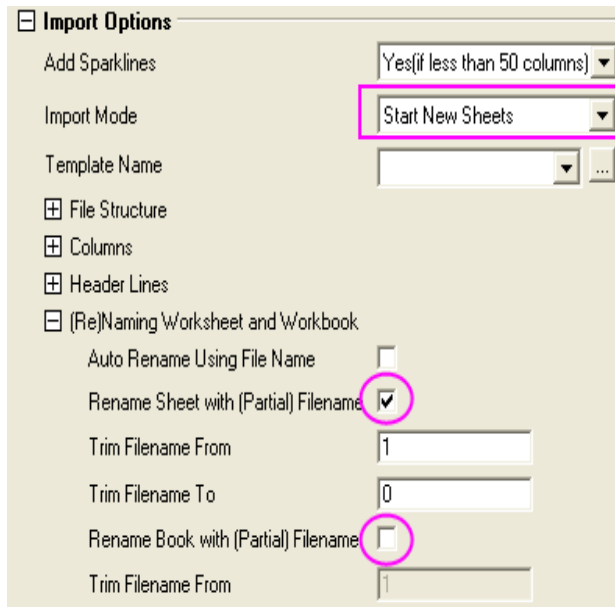 Import Options
Add Sparklines Yes(if less than 50 columns)
Import Mode Start New Sheets
Template Name ...
File Structure
Columns
Header Lines
(Re)Naming Worksheet and Workbook
Auto Rename Using File Name
Rename Sheet with (Partial) Filename
Trim Filename From 1
Trim Filename To 0
Rename Book with (Partial) Filename
Trim Filename From 1